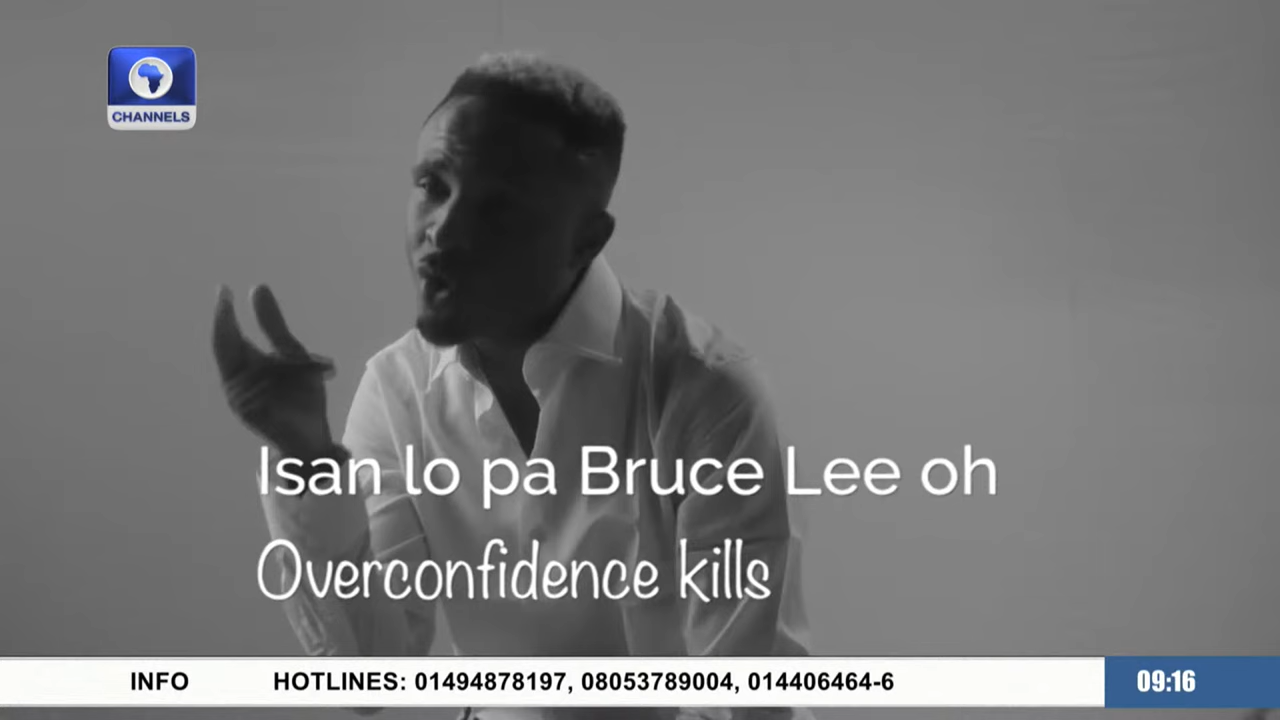 CHANNELS
Isan lo pa Bruce Lee oh
Overconfidence kills
INFO HOTLINES: 01494878197, 08053789004, 014406464-6 09:16